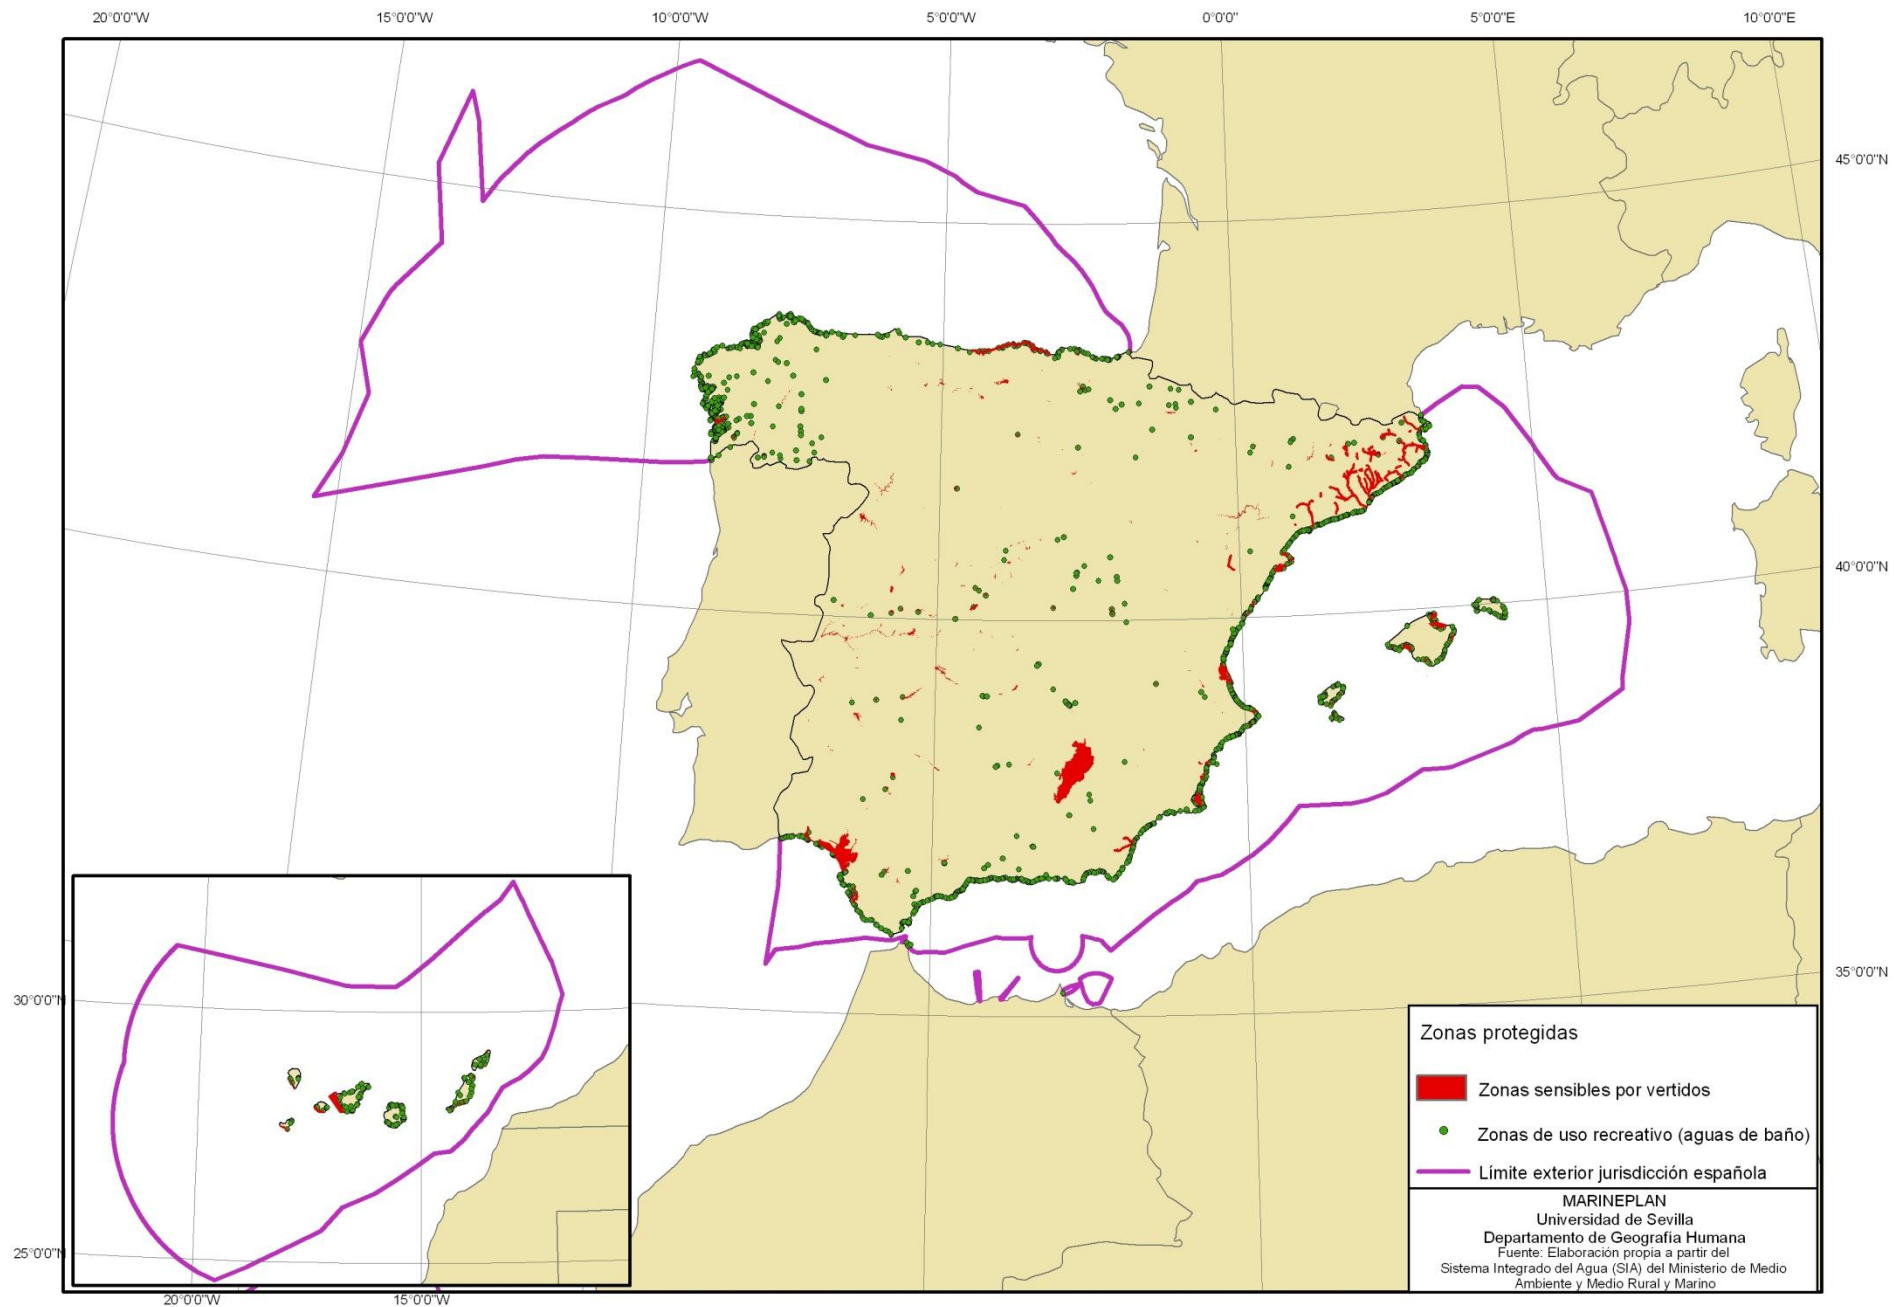 20°0'0"W
15°0'0"W
10°0'0"W
5°0'0"W
0°0'0"
5°0'0"E
10°0'0"E
45°0'0"N
40°0'0"N
35°0'0"N
30°0'0"N
25°0'0"N
20°0'0"W
15°0'0"W
Zonas protegidas
Zonas sensibles por vertidos
Zonas de uso recreativo (aguas de baño)
Límite exterior jurisdicción española
MARINEPLAN
Universidad de Sevilla
Departamento de Geografía Humana
Fuente: Elaboración propia a partir del
Sistema Integrado del Agua (SIA) del Ministerio de Medio
Ambiente y Medio Rural y Marino